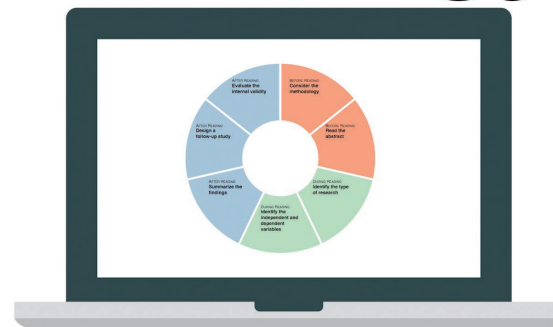 BEFORE READING:
Consider the
methodology
BEFORE READING:
Read the
abstract
DURING READING:
Identify the type
of research
DURING READING:
Identify the
independent and
dependent
variables
AFTER READING:
Summarize the
findings
AFTER READING:
Design a
follow-up study
AFTER READING:
Evaluate the
internal validity